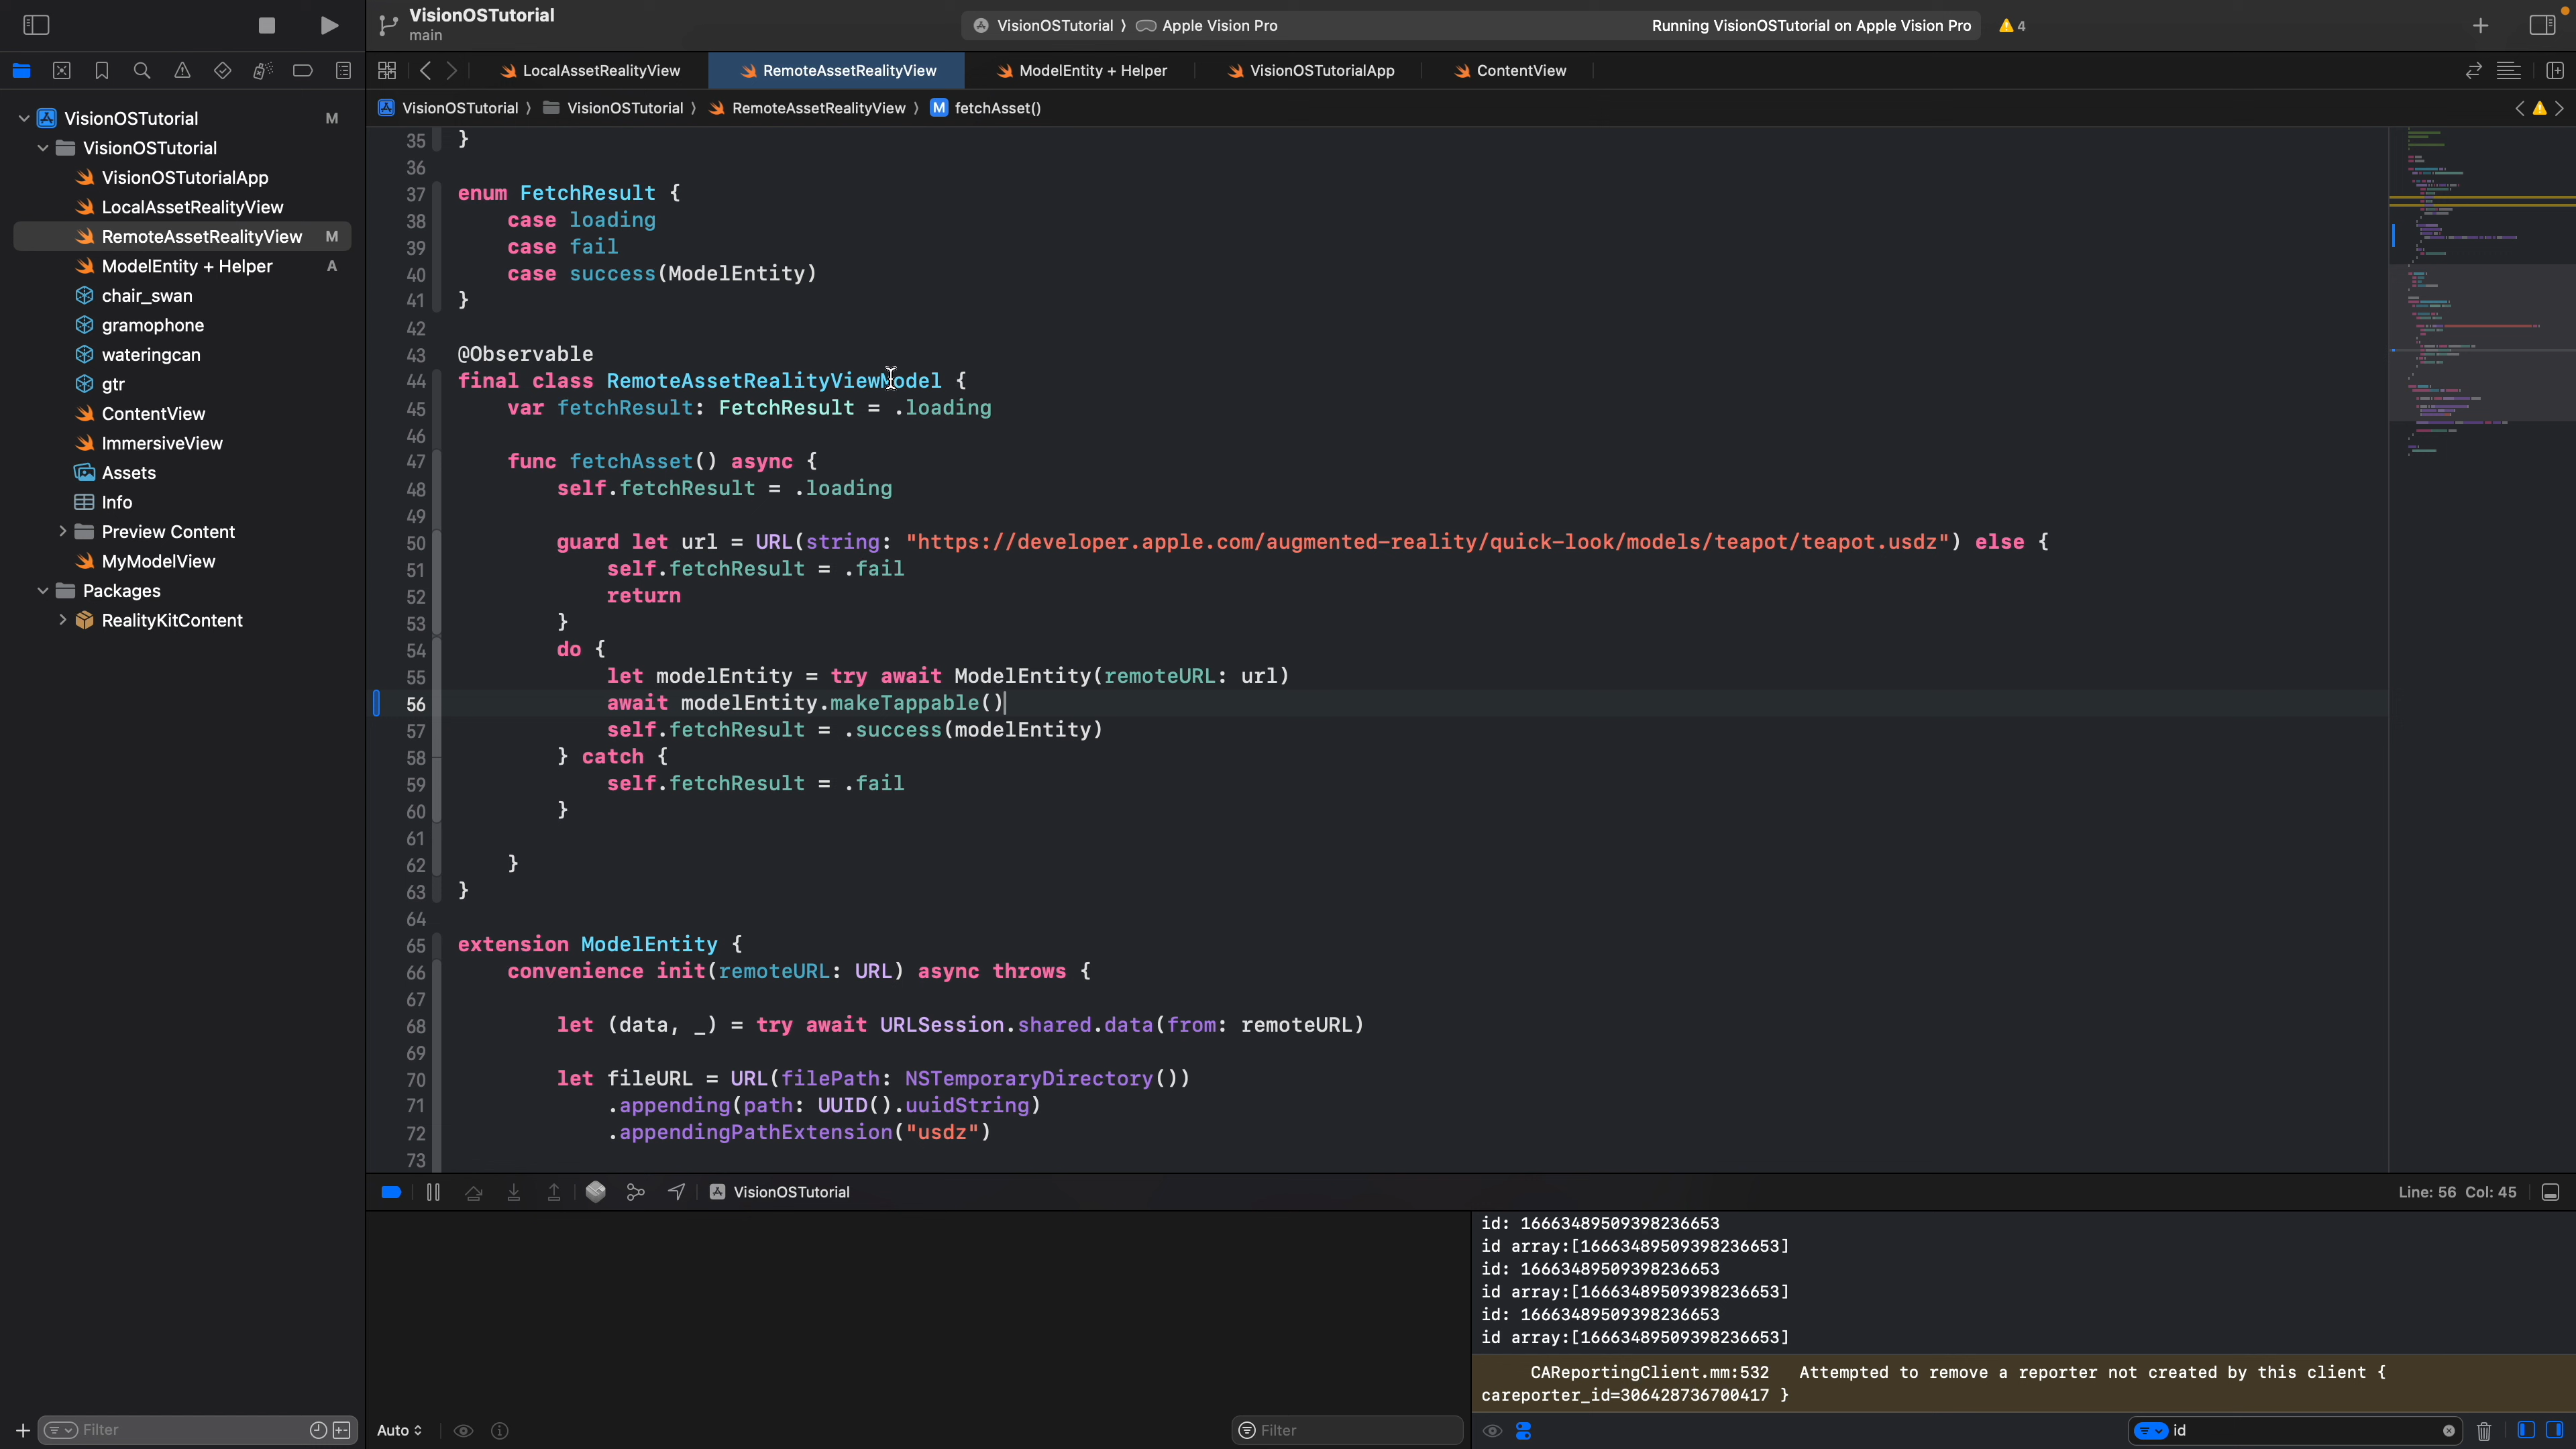 VisionOSTutorial
main
VisionOSTutorial 〉 Apple Vision Pro
Running VisionOSTutorial on Apple Vision Pro
4
LocalAssetRealityView
RemoteAssetRealityView
ModelEntity + Helper
VisionOSTutorialApp
ContentView
VisionOSTutorial 〉 VisionOSTutorial 〉 RemoteAssetRealityView 〉 M fetchAsset()
VisionOSTutorial M
VisionOSTutorial
VisionOSTutorialApp
LocalAssetRealityView
RemoteAssetRealityView M
ModelEntity + Helper A
chair_swan
gramophone
wateringcan
gtr
ContentView
ImmersiveView
Assets
Info
Preview Content
MyModelView
Packages
RealityKitContent
Filter
35 }
36
37 enum FetchResult {
38 case loading
39 case fail
40 case success(ModelEntity)
41 }
42
43 @Observable
44 final class RemoteAssetRealityViewModel {
45 var fetchResult: FetchResult = .loading
46
47 func fetchAsset() async {
48 self.fetchResult = .loading
49
50 guard let url = URL(string: "https://developer.apple.com/augmented-reality/quick-look/models/teapot/teapot.usdz") else {
51 self.fetchResult = .fail
52 return
53 }
54 do {
55 let modelEntity = try await ModelEntity(remoteURL: url)
56 await modelEntity.makeTappable()
57 self.fetchResult = .success(modelEntity)
58 } catch {
59 self.fetchResult = .fail
60 }
61
62 }
63 }
64
65 extension ModelEntity {
66 convenience init(remoteURL: URL) async throws {
67
68 let (data, _) = try await URLSession.shared.data(from: remoteURL)
69
70 let fileURL = URL(filePath: NSTemporaryDirectory())
71 .appending(path: UUID().uuidString)
72 .appendingPathExtension("usdz")
73
VisionOSTutorial
Line: 56 Col: 45
id: 16663489509398236653
id array:[16663489509398236653]
id: 16663489509398236653
id array:[16663489509398236653]
id: 16663489509398236653
id array:[16663489509398236653]
CAReportingClient.mm:532 Attempted to remove a reporter not created by this client {
careporter_id=306428736700417 }
Auto
Filter
id